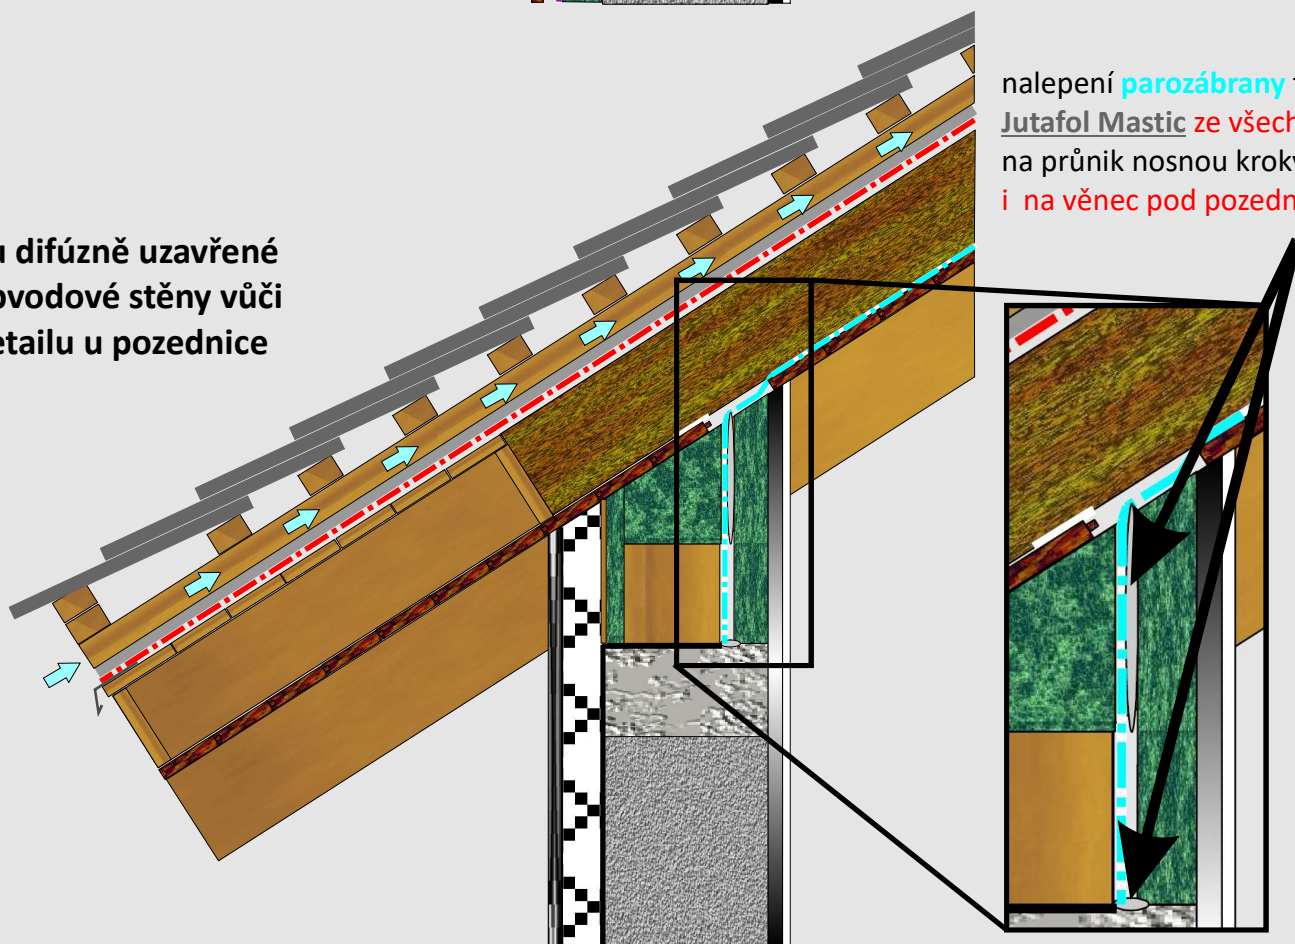 nalepení parozábrany
Jutafol Mastic ze všech
na průnik nosnou krokv
i na věnec pod pozedn
difúzně uzavřené
vodové stěny vůči
etailu u pozednice